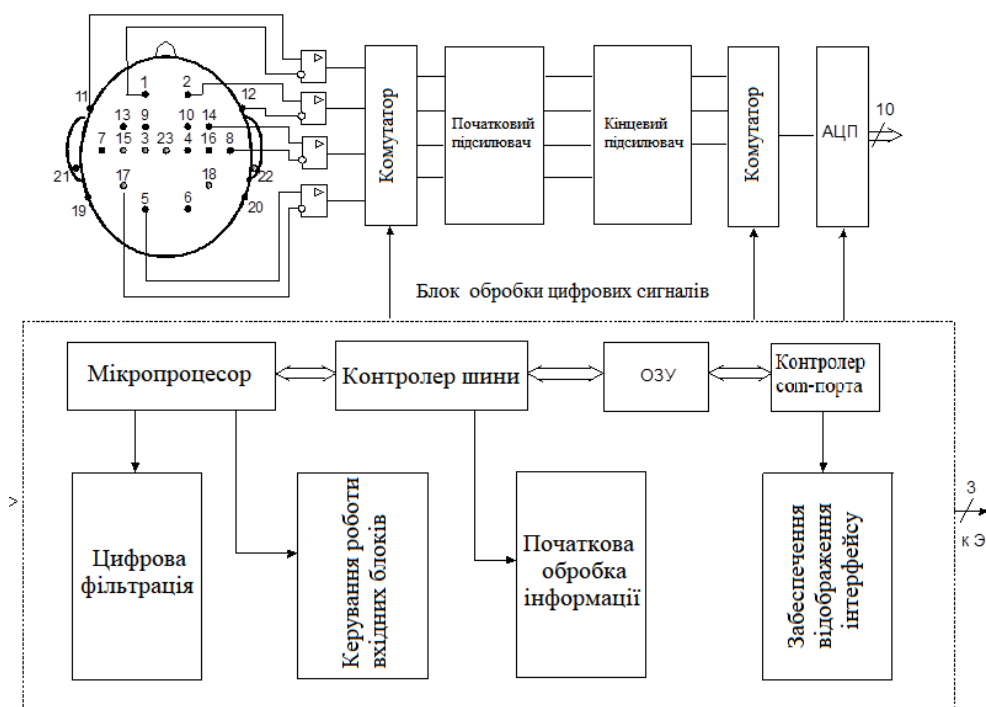 1
2
11
12
13
9
10
14
7
15
3
23
4
16
8
21
22
17
18
19
5
6
20
Комутатор
Початковий
підсилювач
Кінцевий
підсилювач
Комутатор
АЦП
10
Блок обробки цифрових сигналів
Мікропроцесор
Контролер шини
ОЗУ
Контролер
com-порта
Цифрова
фільтрація
Керування роботи
вхідних блоків
Початкова
обробка
інформації
Забеспечення
відображення
інтерфейсу
3
к Э